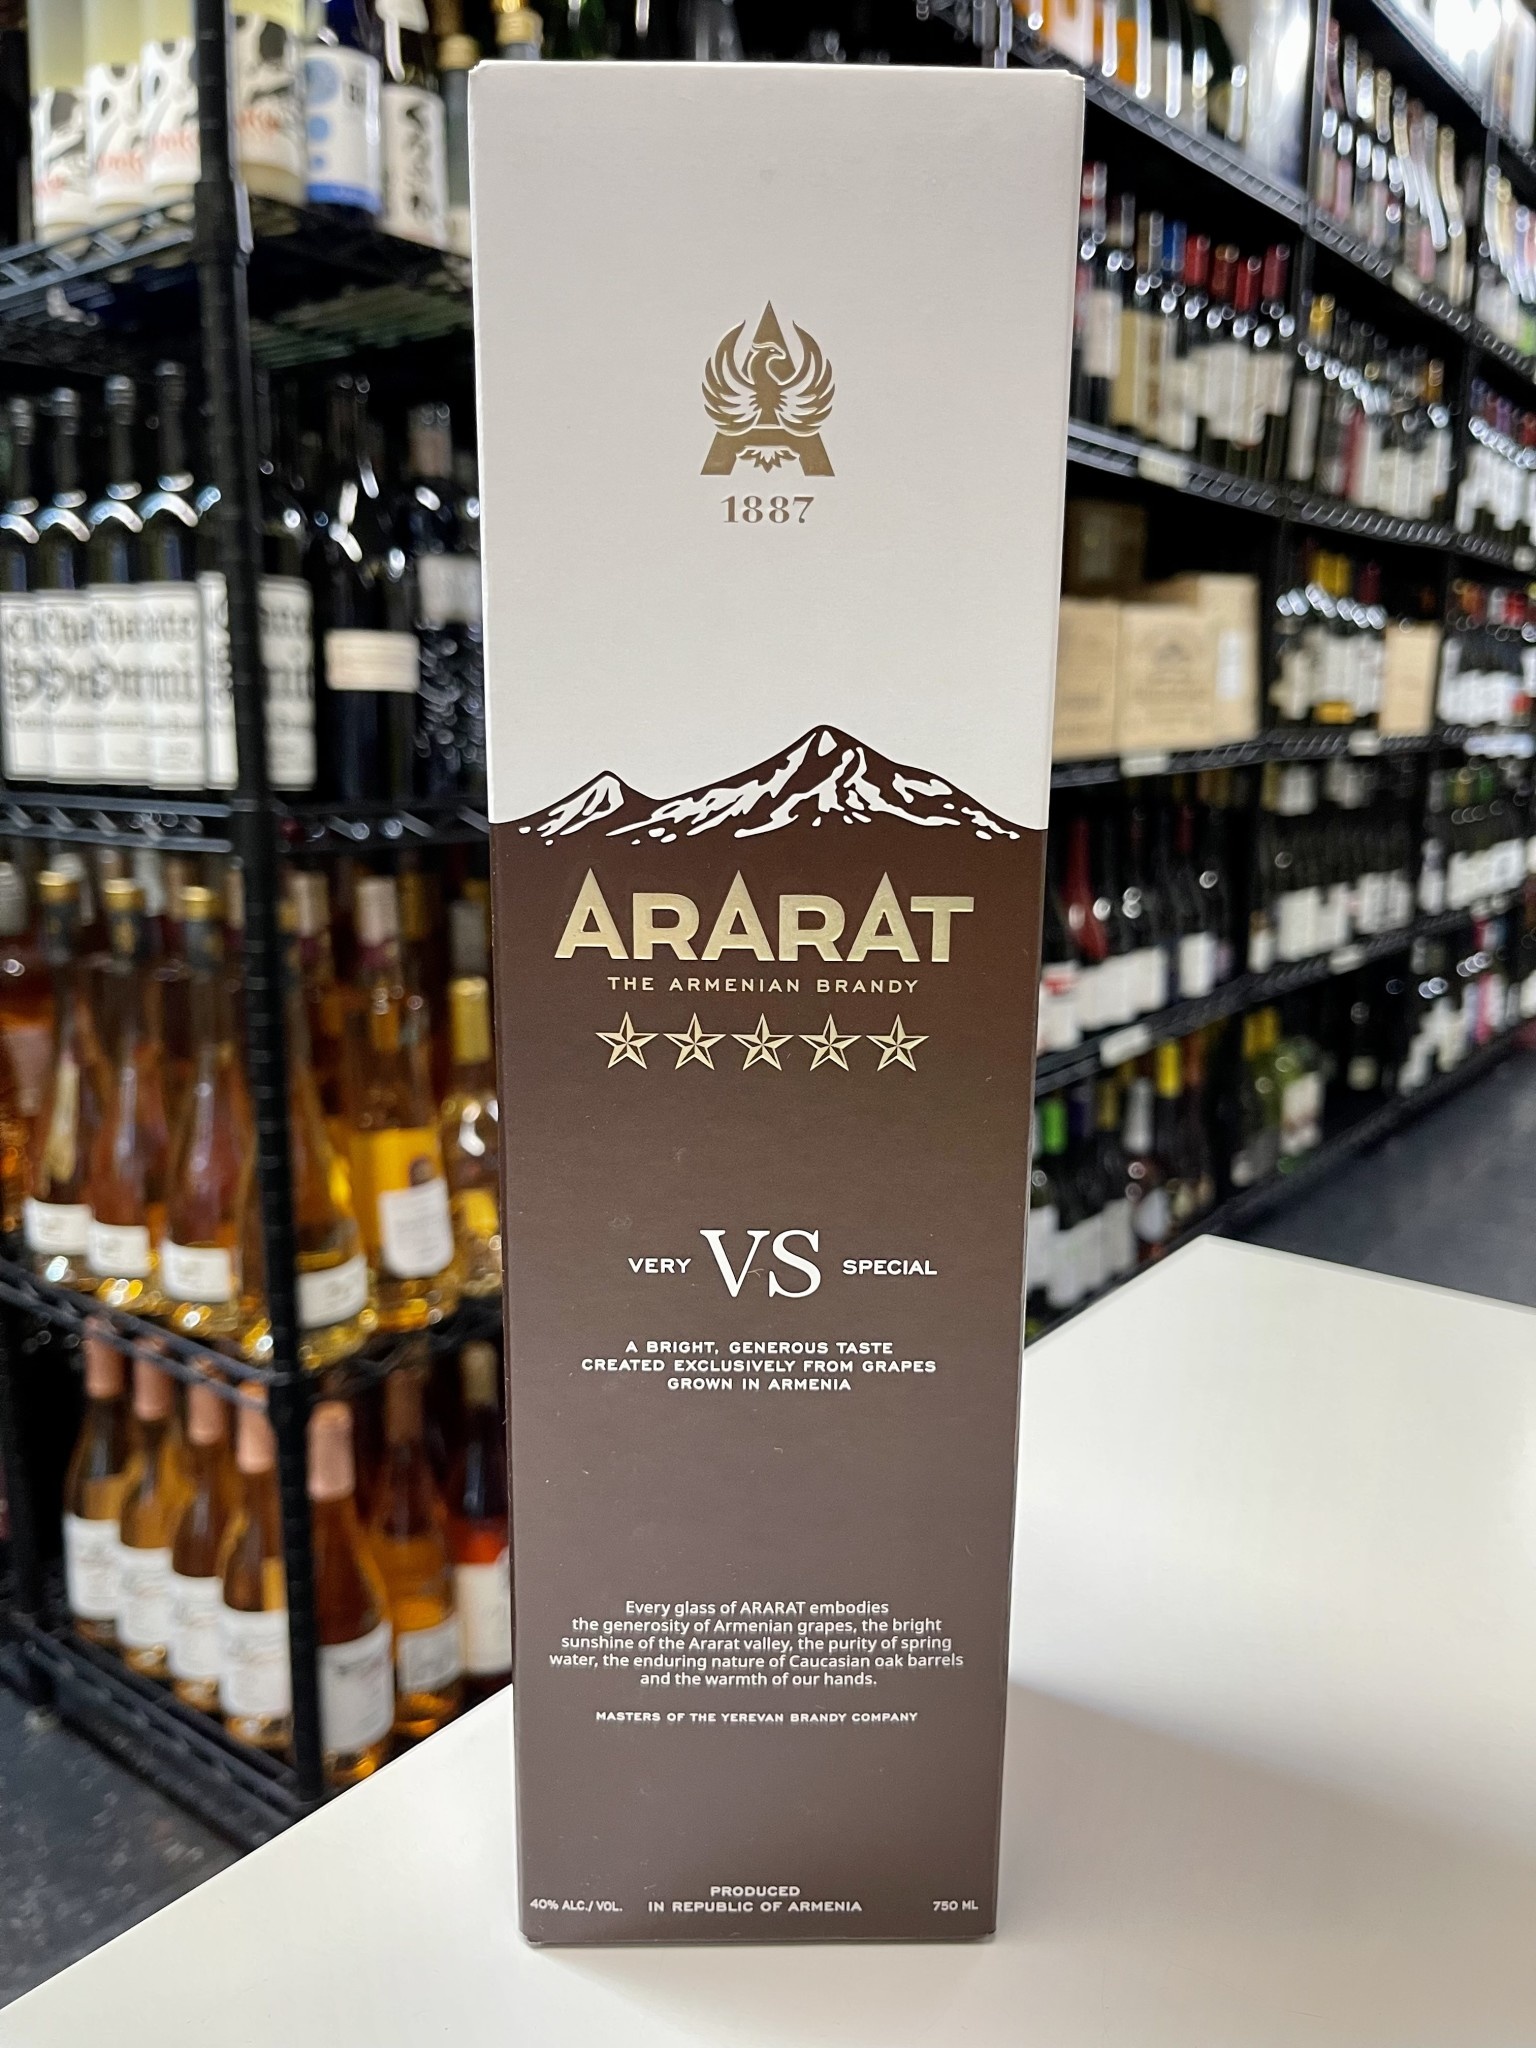 1887
ARARAT
THE ARMENIAN BRANDY
VERY VS SPECIAL
A BRIGHT, GENEROUS TASTE
CREATED EXCLUSIVELY FROM GRAPES
GROWN IN ARMENIA
Every glass of ARARAT embodies
the generosity of Armenian grapes, the bright
sunshine of the Ararat valley, the purity of spring
water, the enduring nature of Caucasian oak barrels
and the warmth of our hands.
MASTERS OF THE YEREVAN BRANDY COMPANY
PRODUCED
40% ALC./VOL. IN REPUBLIC OF ARMENIA 750 ML